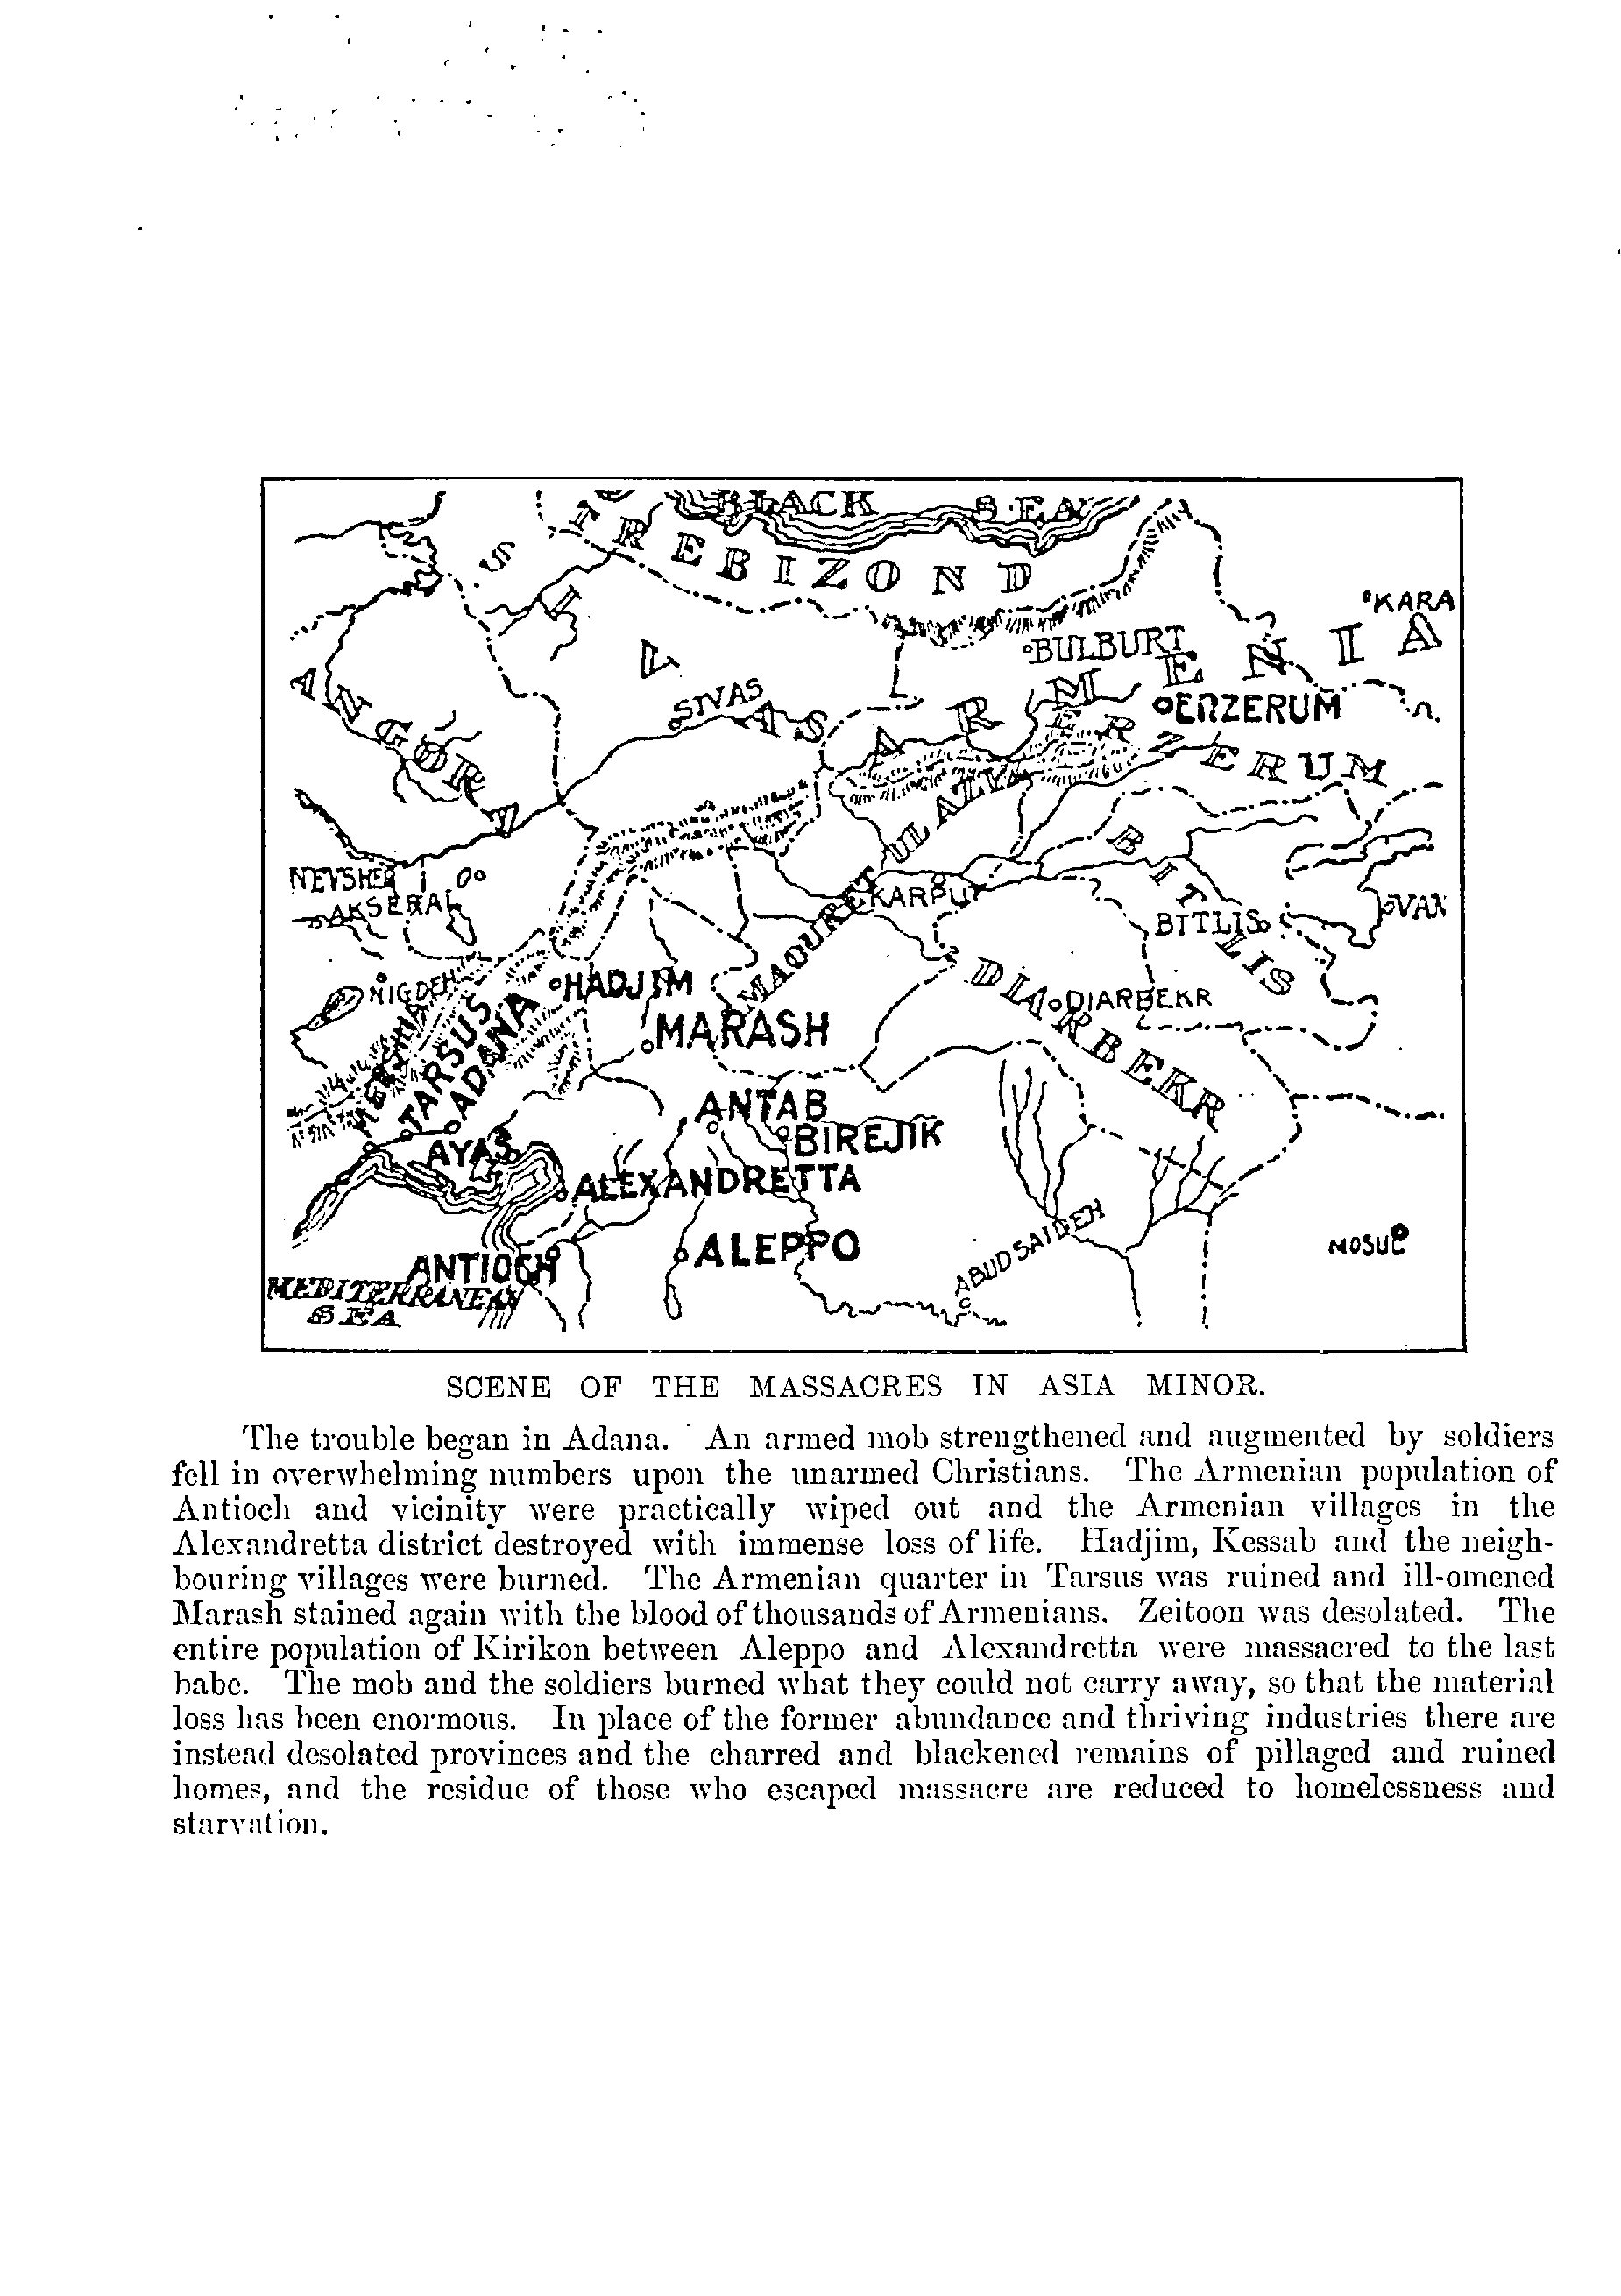 BLACK SEA
TREBIZOND
SIVAS
KARA
BULBURT
ARMENIA
ANGORA
SIVAS
ENZERUM
ERZERUM
NEVSHER
AKSERAI
MAOURET UL AZIZ
KARPUT
BITLIS
BITLIS
VAN
NIGDEH
HADJIM
DIARBEKR
DIARBEKR
MARASH
MERSINA
TARSUS
ADANA
ANTAB
BIREJIK
AYAS
ALEXANDRETTA
ALEPPO
ABUDSAIDEH
MOSUL
ANTIOCH
MEDITERRANEAN
SEA
SCENE OF THE MASSACRES IN ASIA MINOR.
The trouble began in Adana. An armed mob strengthened and augmented by soldiers
fell in overwhelming numbers upon the unarmed Christians. The Armenian population of
Antioch and vicinity were practically wiped out and the Armenian villages in the
Alexandretta district destroyed with immense loss of life. Hadjim, Kessab and the neigh-
bouring villages were burned. The Armenian quarter in Tarsus was ruined and ill-omened
Marash stained again with the blood of thousands of Armenians. Zeitoon was desolated. The
entire population of Kirikon between Aleppo and Alexandretta were massacred to the last
babe. The mob and the soldiers burned what they could not carry away, so that the material
loss has been enormous. In place of the former abundance and thriving industries there are
instead desolated provinces and the charred and blackened remains of pillaged and ruined
homes, and the residue of those who escaped massacre are reduced to homelessness and
starvation.